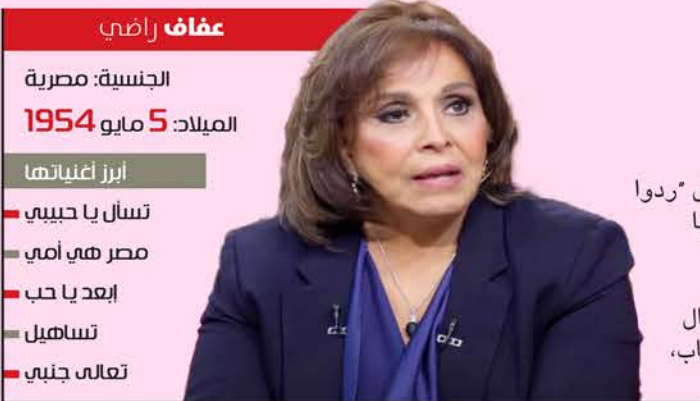 عفاف راضي
الجنسية: مصرية
الميلاد: 5 مايو 1954
أبرز أغنياتها
تسأل يا حبيبي
مصر هي أمي
إبعد يا حب
تساهيل
تعالى جنبي
"ردوا